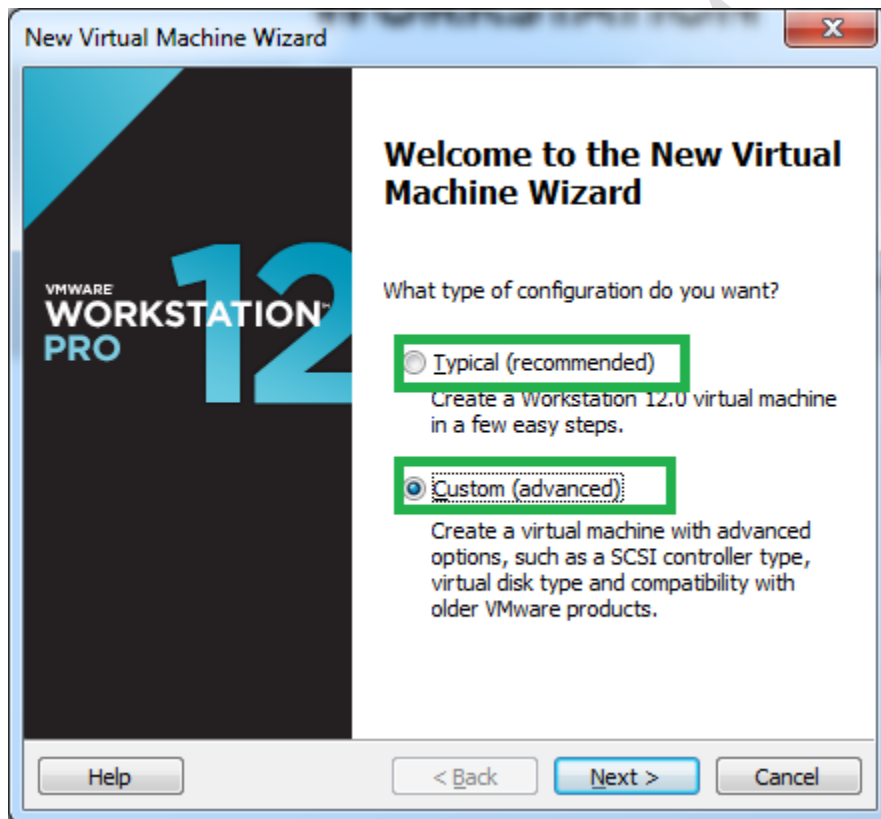 WORKSTATION
New Virtual Machine Wizard
x
Welcome to the New Virtual
Machine Wizard
VMWARE
WORKSTATION™
PRO
12
What type of configuration do you want?
Typical (recommended)
Create a Workstation 12.0 virtual machine
in a few easy steps.
Custom (advanced)
Create a virtual machine with advanced
options, such as a SCSI controller type,
virtual disk type and compatibility with
older VMware products.
Help
< Back
Next >
Cancel